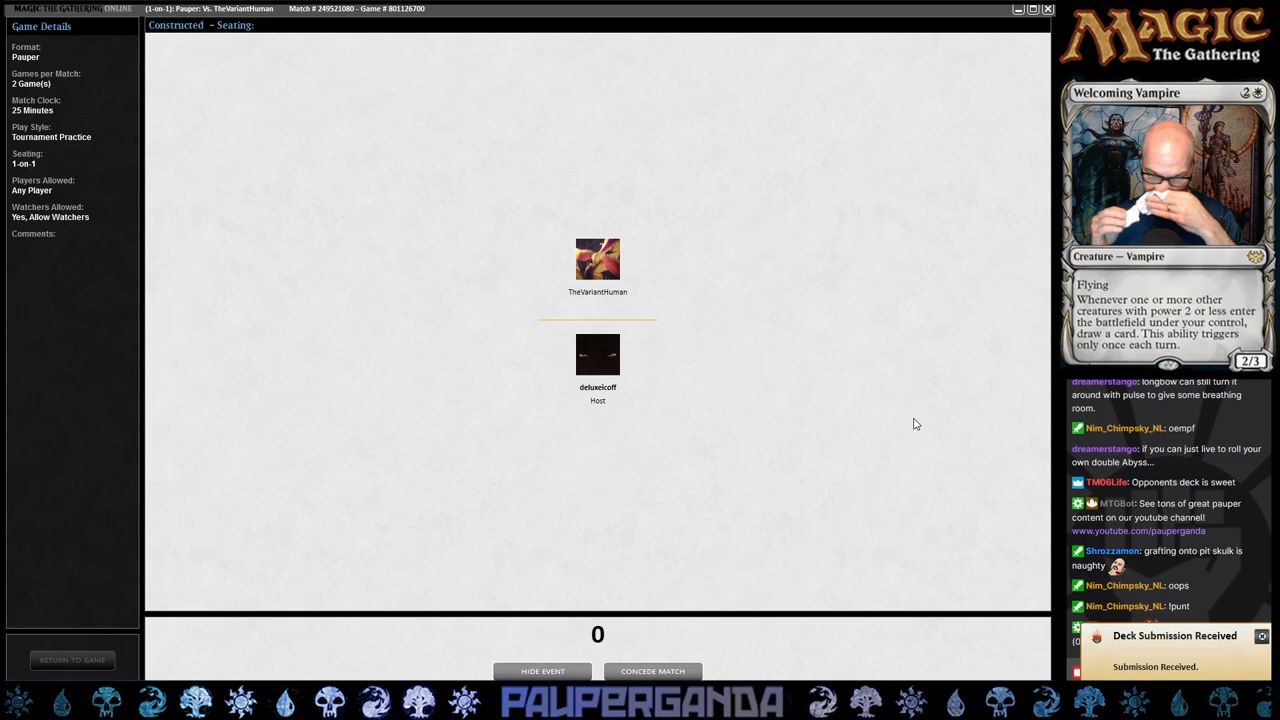 MAGIC THE GATHERING ONLINE (1-on-1): Pauper: Vs. TheVariantHuman Match # 249521080 - Game # 801126700
Game Details
Format:
Pauper
Games per Match:
2 Game(s)
Match Clock:
25 Minutes
Play Style:
Tournament Practice
Seating:
1-on-1
Players Allowed:
Any Player
Watchers Allowed:
Yes, Allow Watchers
Comments:
RETURN TO GAME
Constructed - Seating:
TheVariantHuman
deluxeicoff
Host
0
HIDE EVENT CONCEDE MATCH
MAGIC
The Gathering
Welcoming Vampire 2
Creature — Vampire
Flying
Whenever one or more other
creatures with power 2 or less enter
the battlefield under your control,
draw a card. This ability triggers
only once each turn.
2/3
dreamerstango: longbow can still turn it
around with pulse to give some breathing
room.
Nim_Chimpsky_NL: oempf
dreamerstango: if you can just live to roll your
own double Abyss...
TM06Life: Opponents deck is sweet
MTGBot: See tons of great pauper
content on our youtube channel!
www.youtube.com/pauperganda
Shrozzamon: grafting onto pit skulk is
naughty
Nim_Chimpsky_NL: oops
Nim_Chimpsky_NL: !punt
Deck Submission Received
Submission Received.
PAUPERGANDA